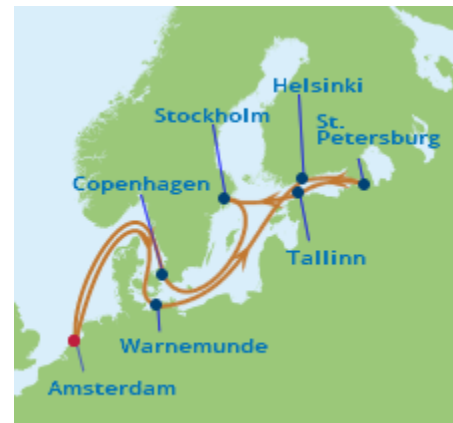 Helsinki
Stockholm
St.
Petersburg
Copenhagen
Tallinn
Warnemunde
Amsterdam